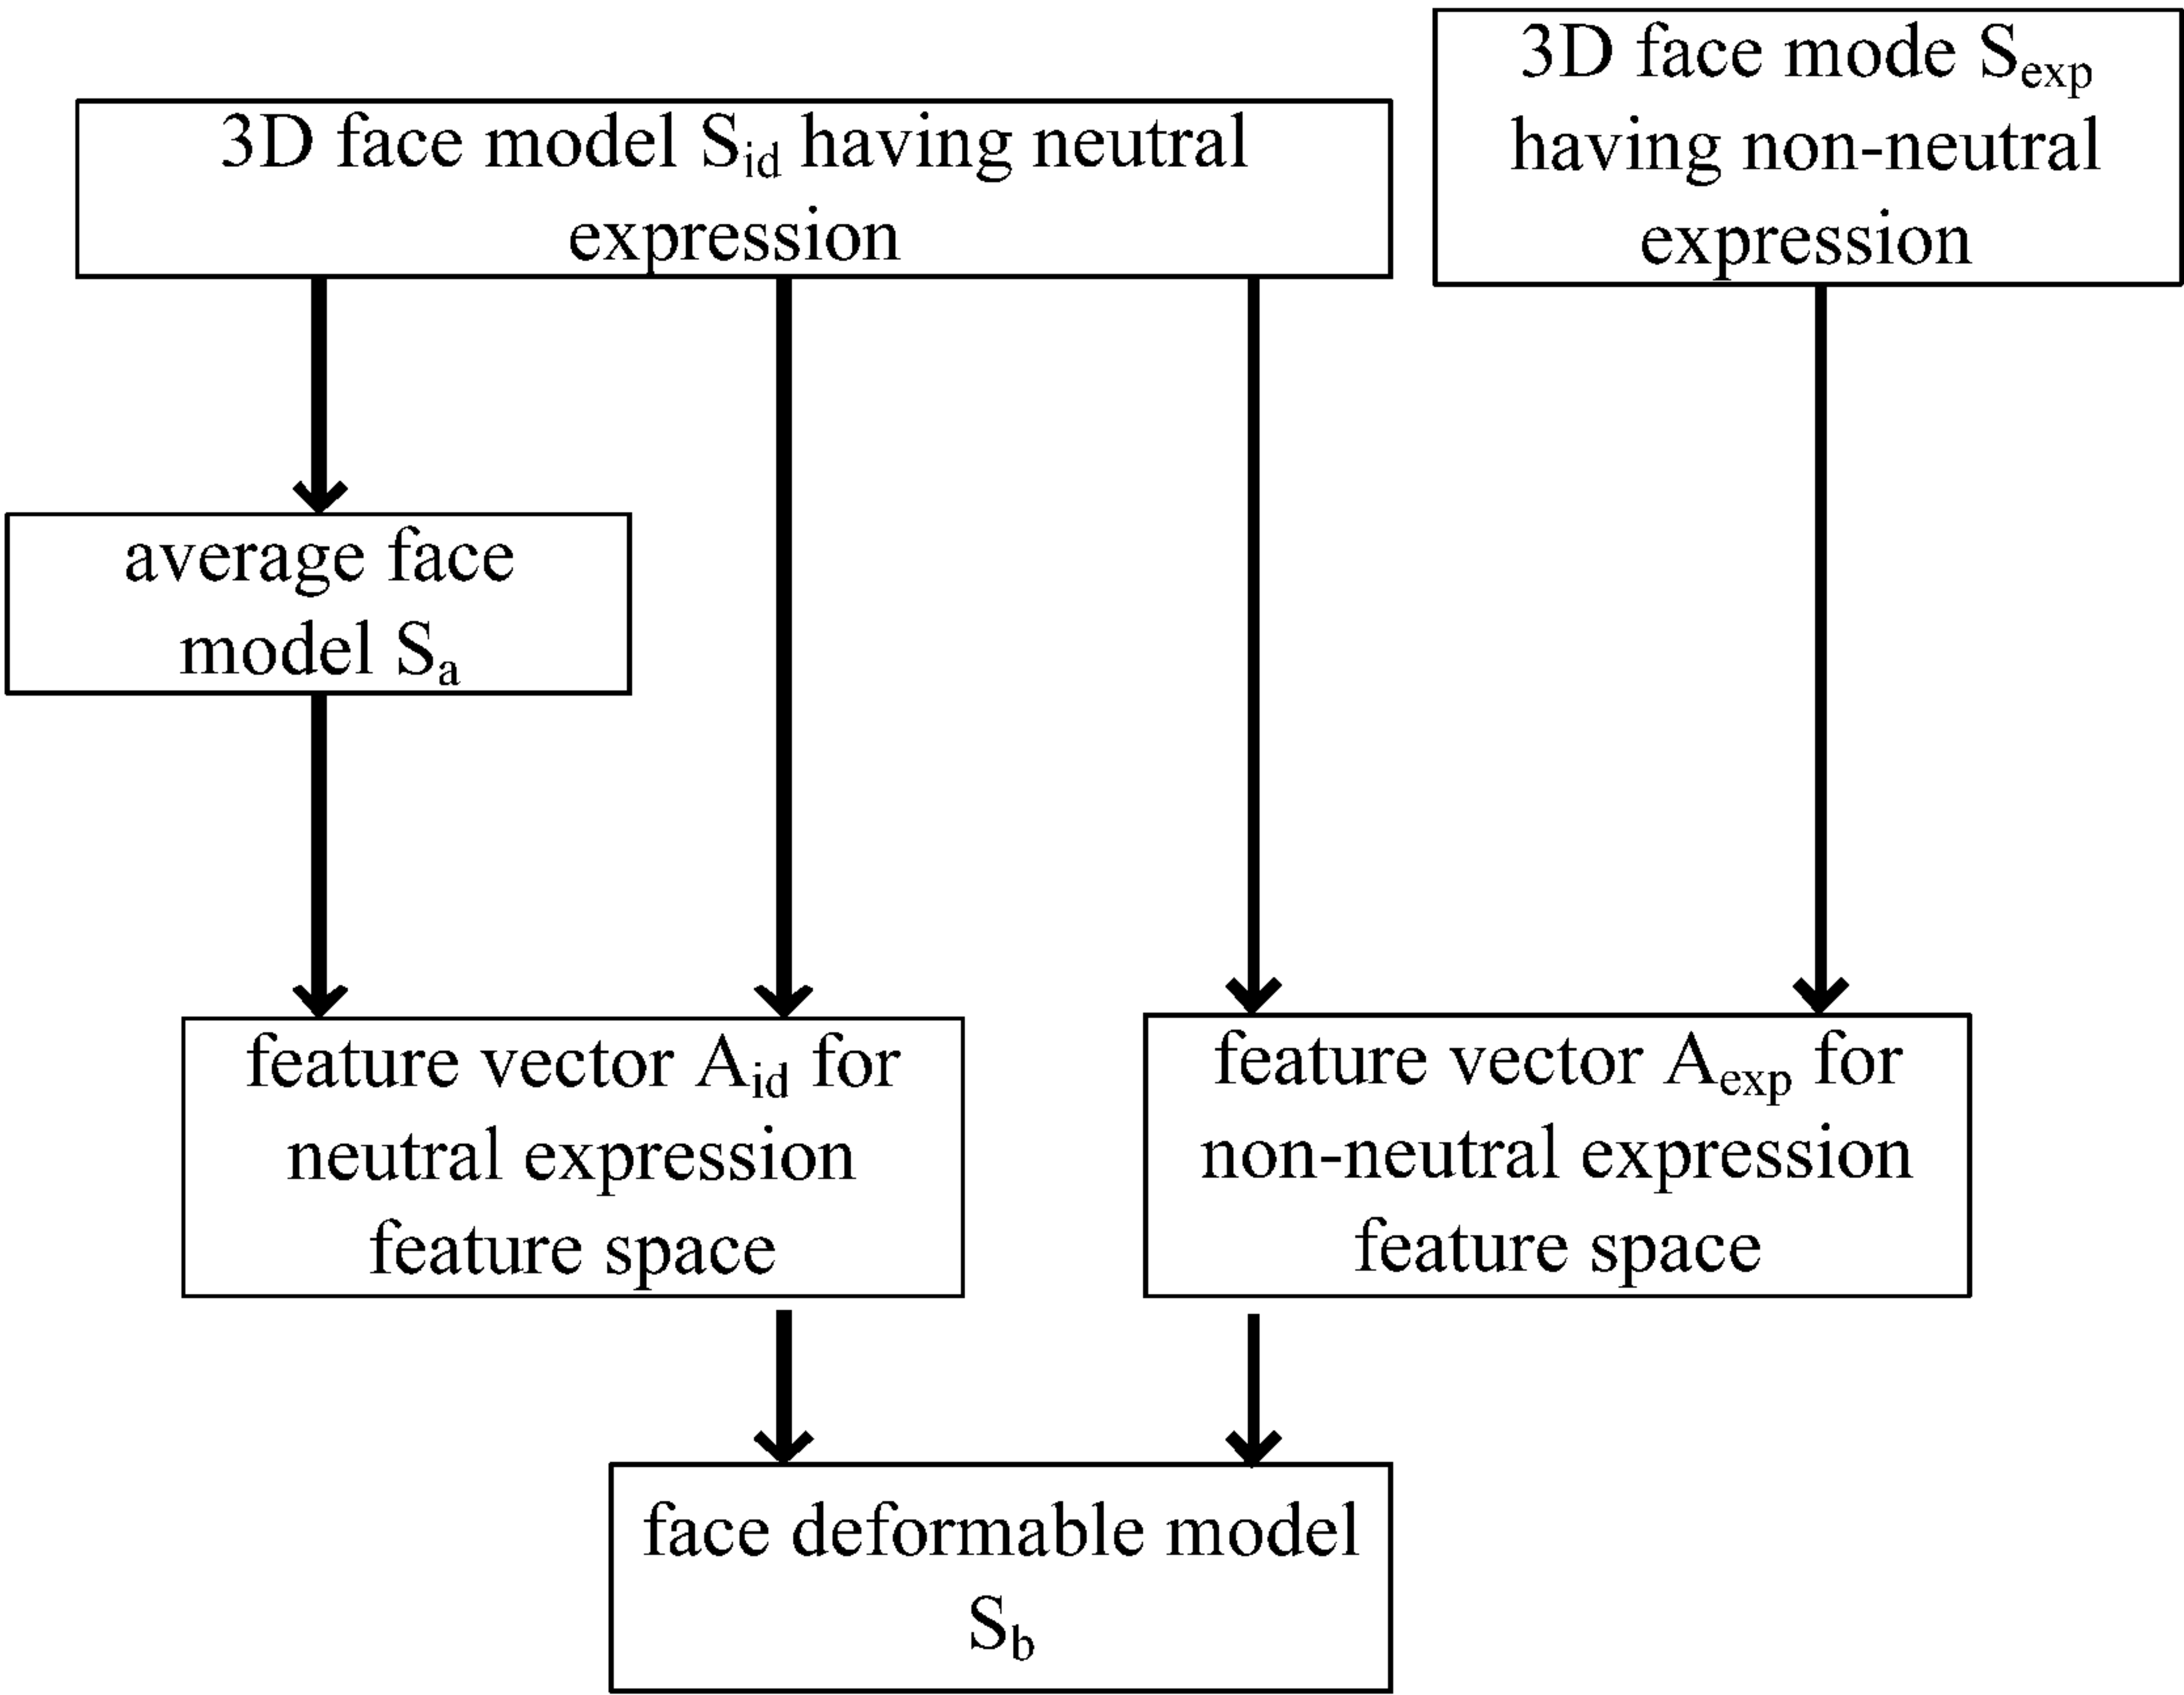 3D face model Sid having neutral
expression
3D face mode Sexp
having non-neutral
expression
average face
model Sa
feature vector Aid for
neutral expression
feature space
feature vector Aexp for
non-neutral expression
feature space
face deformable model
Sb